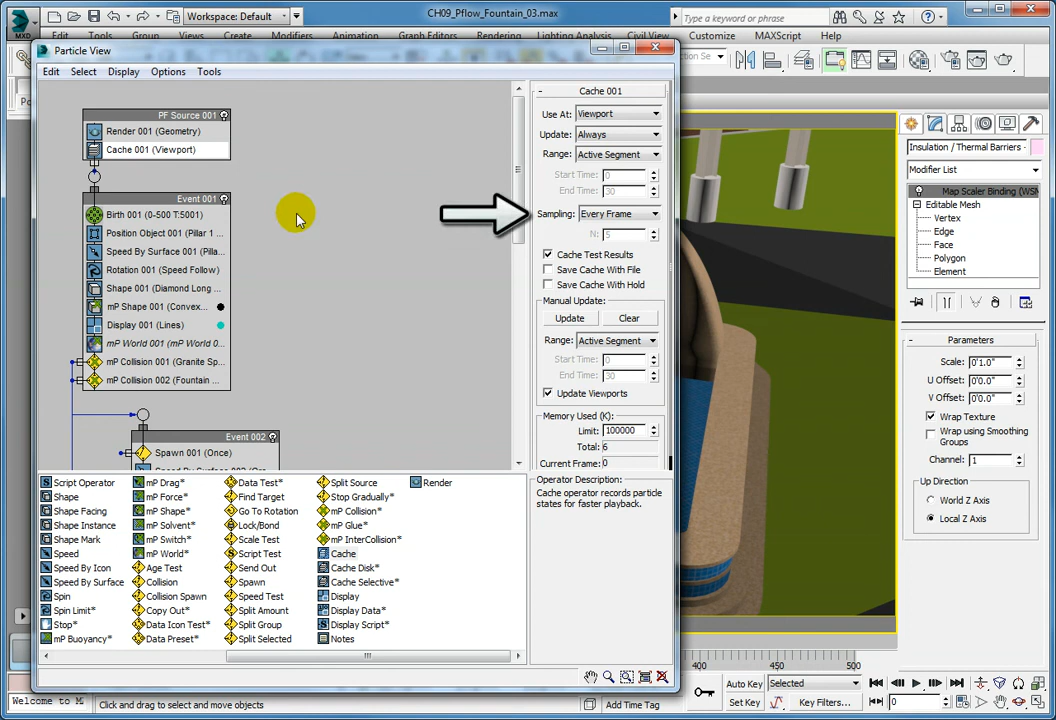 MXD
Workspace: Default
CH09_Pflow_Fountain_03.max
Type a keyword or phrase
Edit Tools Group Views Create Modifiers Animation Graph Editors Rendering Lighting Analysis Customize MAXScript Help
Particle View
Edit Select Display Options Tools
PF Source 001
Render 001 (Geometry)
Cache 001 (Viewport)
Event 001
Birth 001 (0-500 T:5001)
Position Object 001 (Pillar 1 ...
Speed By Surface 001 (Pilla...
Rotation 001 (Speed Follow)
Shape 001 (Diamond Long ...
mP Shape 001 (Convex...
Display 001 (Lines)
mP World 001 (mP World 0...
mP Collision 001 (Granite Sp...
mP Collision 002 (Fountain ...
Event 002
Spawn 001 (Once)
Cache 001
Use At: Viewport
Update: Always
Range: Active Segment
Start Time: 0
End Time: 30
Sampling: Every Frame
N: 5
Cache Test Results
Save Cache With File
Save Cache With Hold
Manual Update:
Update Clear
Range: Active Segment
Start Time: 0
End Time: 30
Update Viewports
Memory Used (K):
Limit: 100000
Total: 6
Current Frame: 0
Script Operator mP Drag* Data Test* Split Source Render
Shape mP Force* Find Target Stop Gradually*
Shape Facing mP Shape* Go To Rotation mP Collision*
Shape Instance mP Solvent* Lock/Bond mP Glue*
Shape Mark mP Switch* Scale Test mP InterCollision*
Speed mP World* Script Test Cache
Speed By Icon Age Test Send Out Cache Disk*
Speed By Surface Collision Spawn Cache Selective*
Spin Collision Spawn Speed Test Display
Spin Limit* Copy Out* Split Amount Display Data*
Stop* Data Icon Test* Split Group Display Script*
mP Buoyancy* Data Preset* Split Selected Notes
Operator Description:
Cache operator records particle
states for faster playback.
Insulation / Thermal Barriers -
Modifier List
Map Scaler Binding (WSM
Editable Mesh
Vertex
Edge
Face
Polygon
Element
Parameters
Scale: 0'1.0"
U Offset: 0'0.0"
V Offset: 0'0.0"
Wrap Texture
Wrap using Smoothing
Groups
Channel: 1
Up Direction
World Z Axis
Local Z Axis
400 450 500
Welcome to M
Click and drag to select and move objects
Add Time Tag
Auto Key Selected
Set Key Key Filters...
0